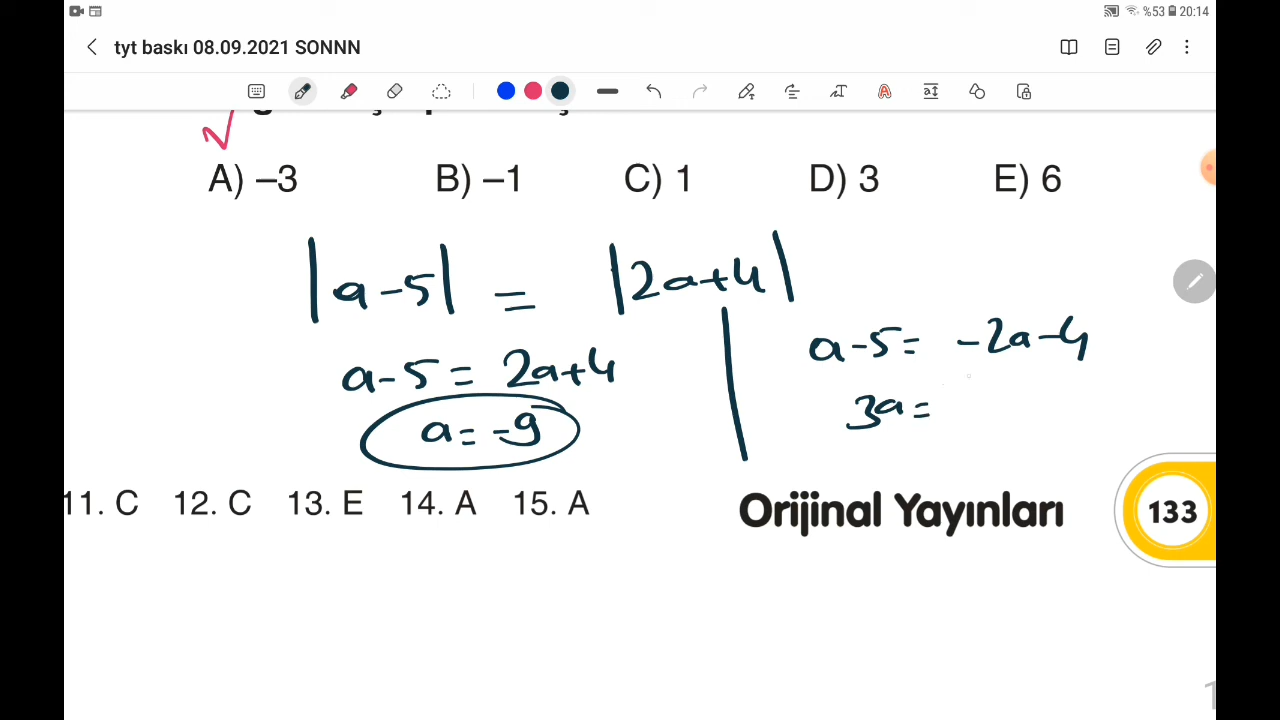 %53 20:14
tyt baskı 08.09.2021 SONNN
A) –3 B) –1 C) 1 D) 3 E) 6
|a-5| = |2a+4|
a-5 = 2a+4
a = -9
a-5 = -2a-4
3a =
11. C 12. C 13. E 14. A 15. A
Orijinal Yayınları
133